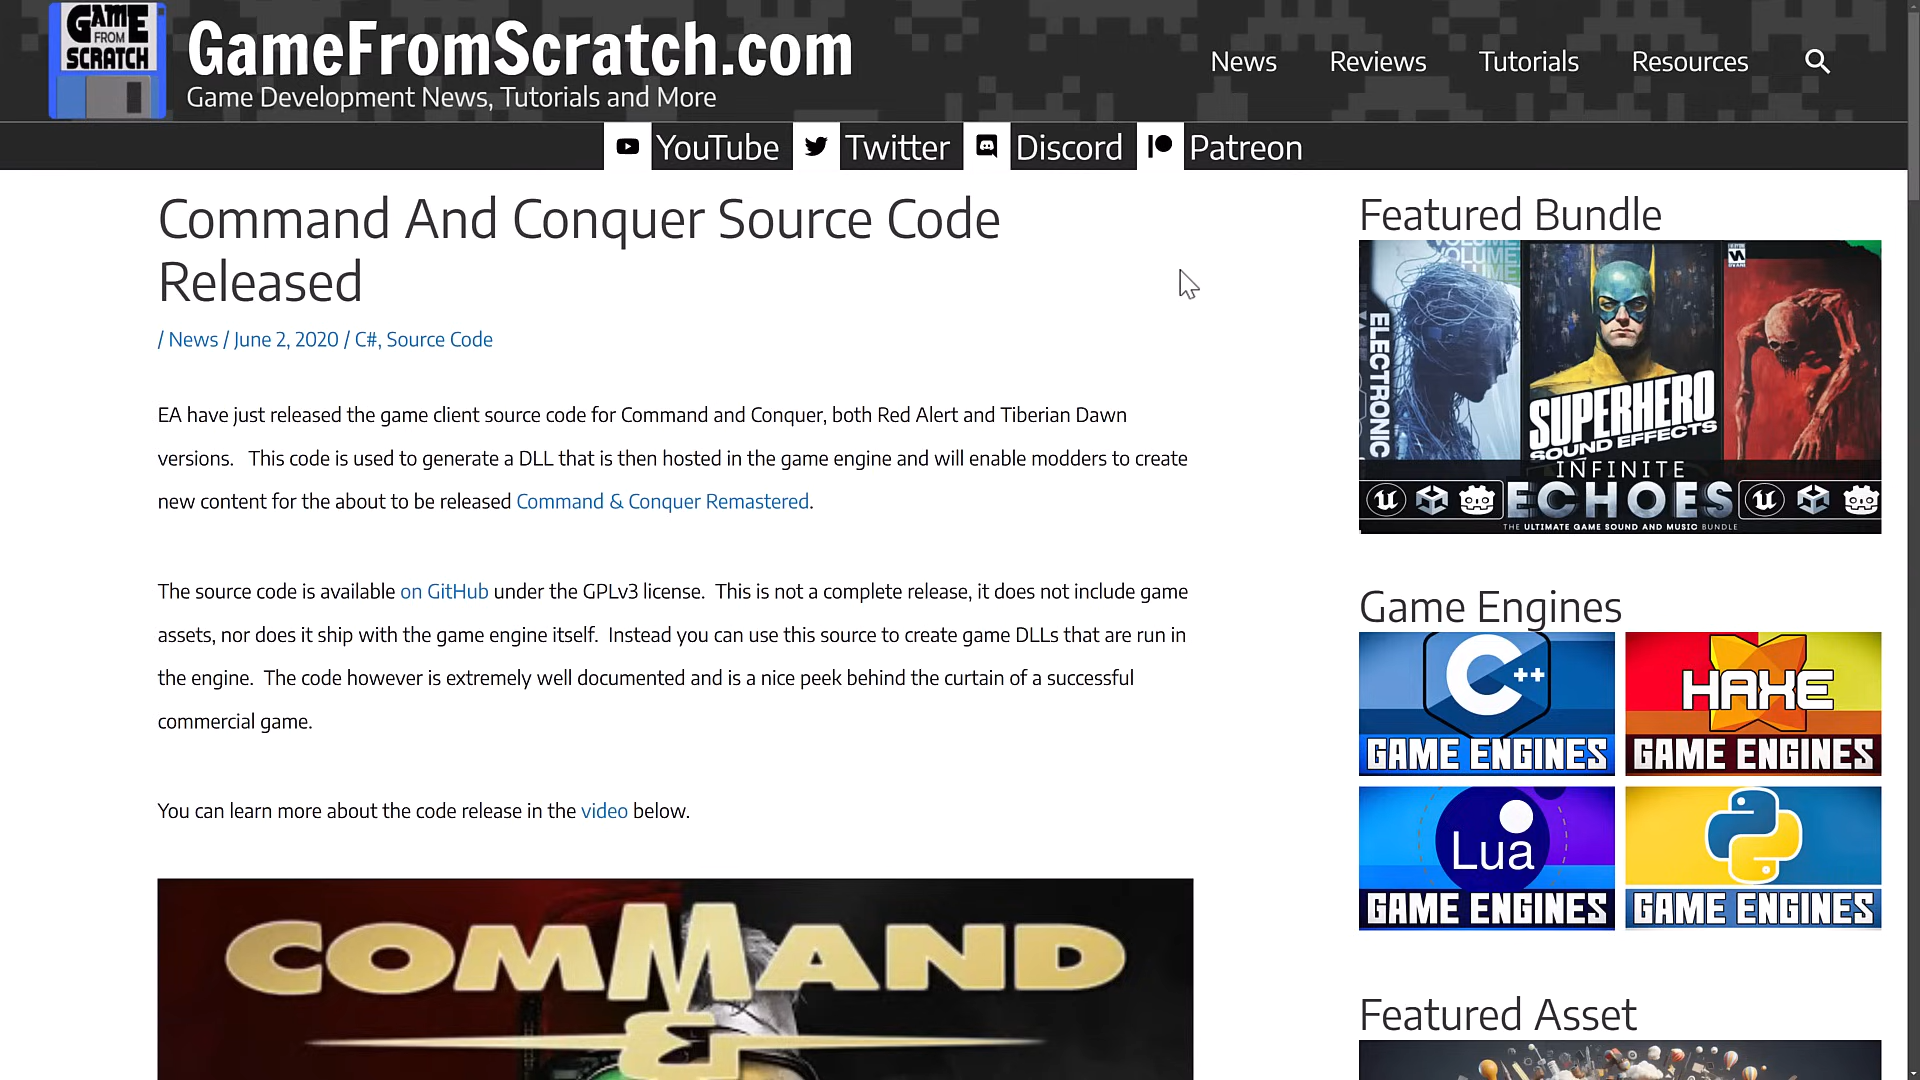 GAME
FROM
SCRATCH
GameFromScratch.com
Game Development News, Tutorials and More
News
Reviews
Tutorials
Resources
YouTube
Twitter
Discord
Patreon
Command And Conquer Source Code
Released
/ News / June 2, 2020 / C#, Source Code
EA have just released the game client source code for Command and Conquer, both Red Alert and Tiberian Dawn
versions. This code is used to generate a DLL that is then hosted in the game engine and will enable modders to create
new content for the about to be released Command & Conquer Remastered.
The source code is available on GitHub under the GPLv3 license. This is not a complete release, it does not include game
assets, nor does it ship with the game engine itself. Instead you can use this source to create game DLLs that are run in
the engine. The code however is extremely well documented and is a nice peek behind the curtain of a successful
commercial game.
You can learn more about the code release in the video below.
COMMAND
&
Featured Bundle
VOLUME
VOLUME
VOLUME
ELECTRONIC
SUPERHERO
SOUND EFFECTS
INFINITE
ECHOES
THE ULTIMATE GAME SOUND AND MUSIC BUNDLE
Game Engines
C++
GAME ENGINES
HAXE
GAME ENGINES
Lua
GAME ENGINES
GAME ENGINES
Featured Asset